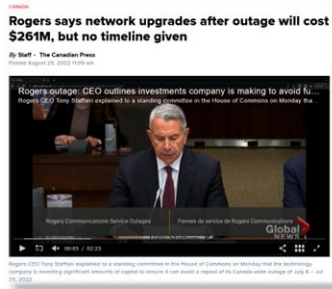 CANADA
Rogers says network upgrades after outage will cost
$261M, but no timeline given
By Staff - The Canadian Press
Posted August 25, 2022 11:09 am
Rogers outage: CEO outlines investments company is making to avoid fu...
Rogers CEO Tony Staffieri explained to a standing committee in the House of Commons on Monday tha...
Rogers Communications Service Outages
Pannes de service de Rogers Communications
Global
NEWS
00:05 / 02:23
Rogers CEO Tony Staffieri explained to a standing committee in the House of Commons on Monday that the technology
company is investing significant amounts of capital to ensure it can avoid a repeat of its Canada-wide outage of July 8 – Jul
25, 2022